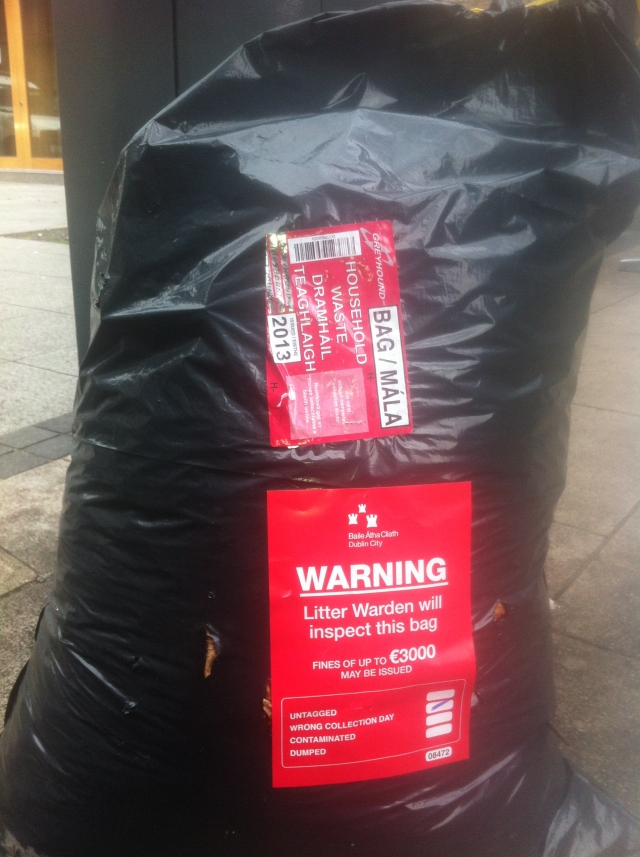 GREYHOUND
BAG / MÁLA
HOUSEHOLD
WASTE
DRAMHAÍL
TEAGHLAIGH
2013
Baile Átha Cliath
Dublin City
WARNING
Litter Warden will
inspect this bag
FINES OF UP TO €3000
MAY BE ISSUED
UNTAGGED
WRONG COLLECTION DAY
CONTAMINATED
DUMPED
08472